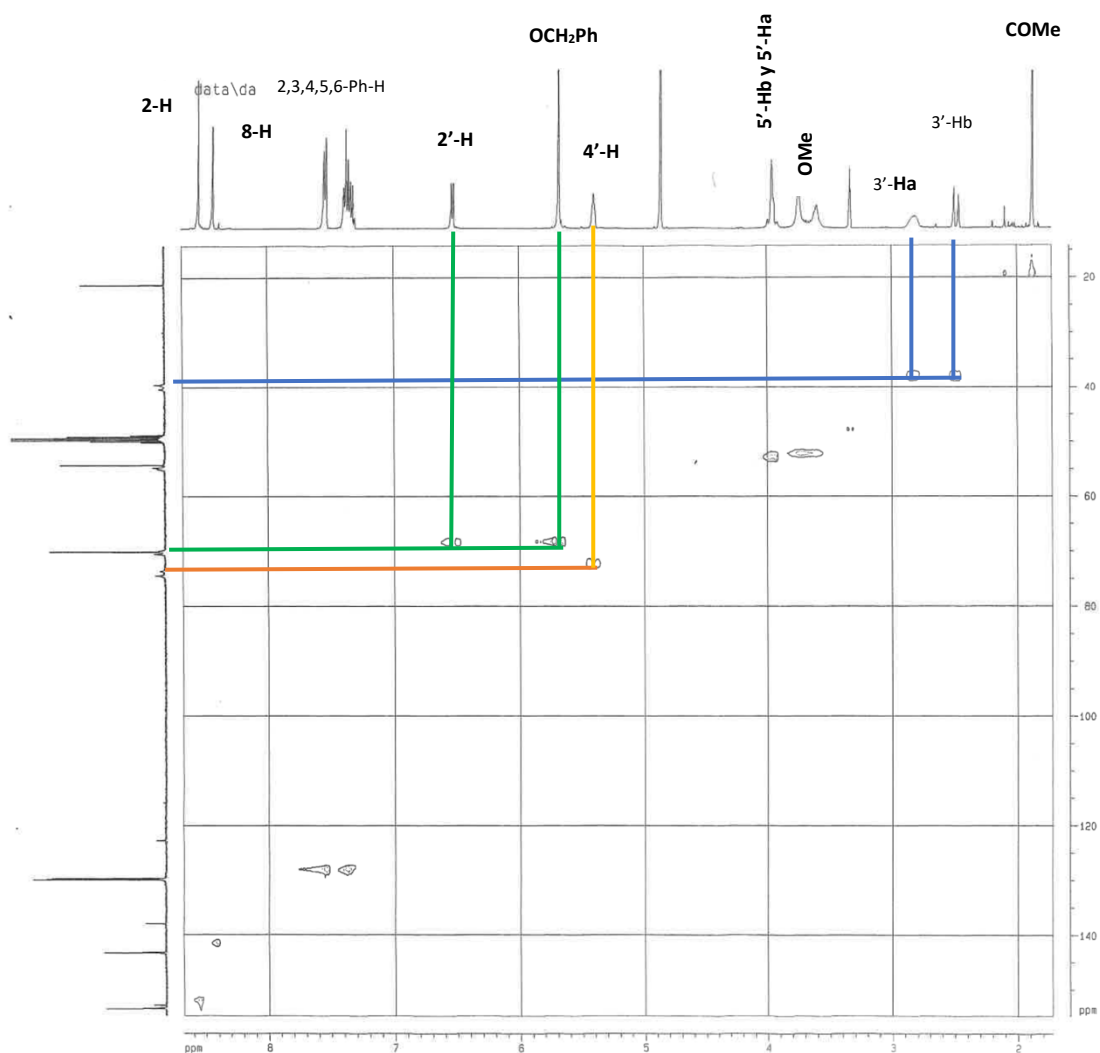 OCH₂Ph
5'-Hb y 5'-Ha
COMe
data\da
2,3,4,5,6-Ph-H
2-H
8-H
2'-H
4'-H
OMe
3'-Hb
3'-Ha
20
40
60
80
100
120
140
ppm
ppm
8
7
6
5
4
3
2